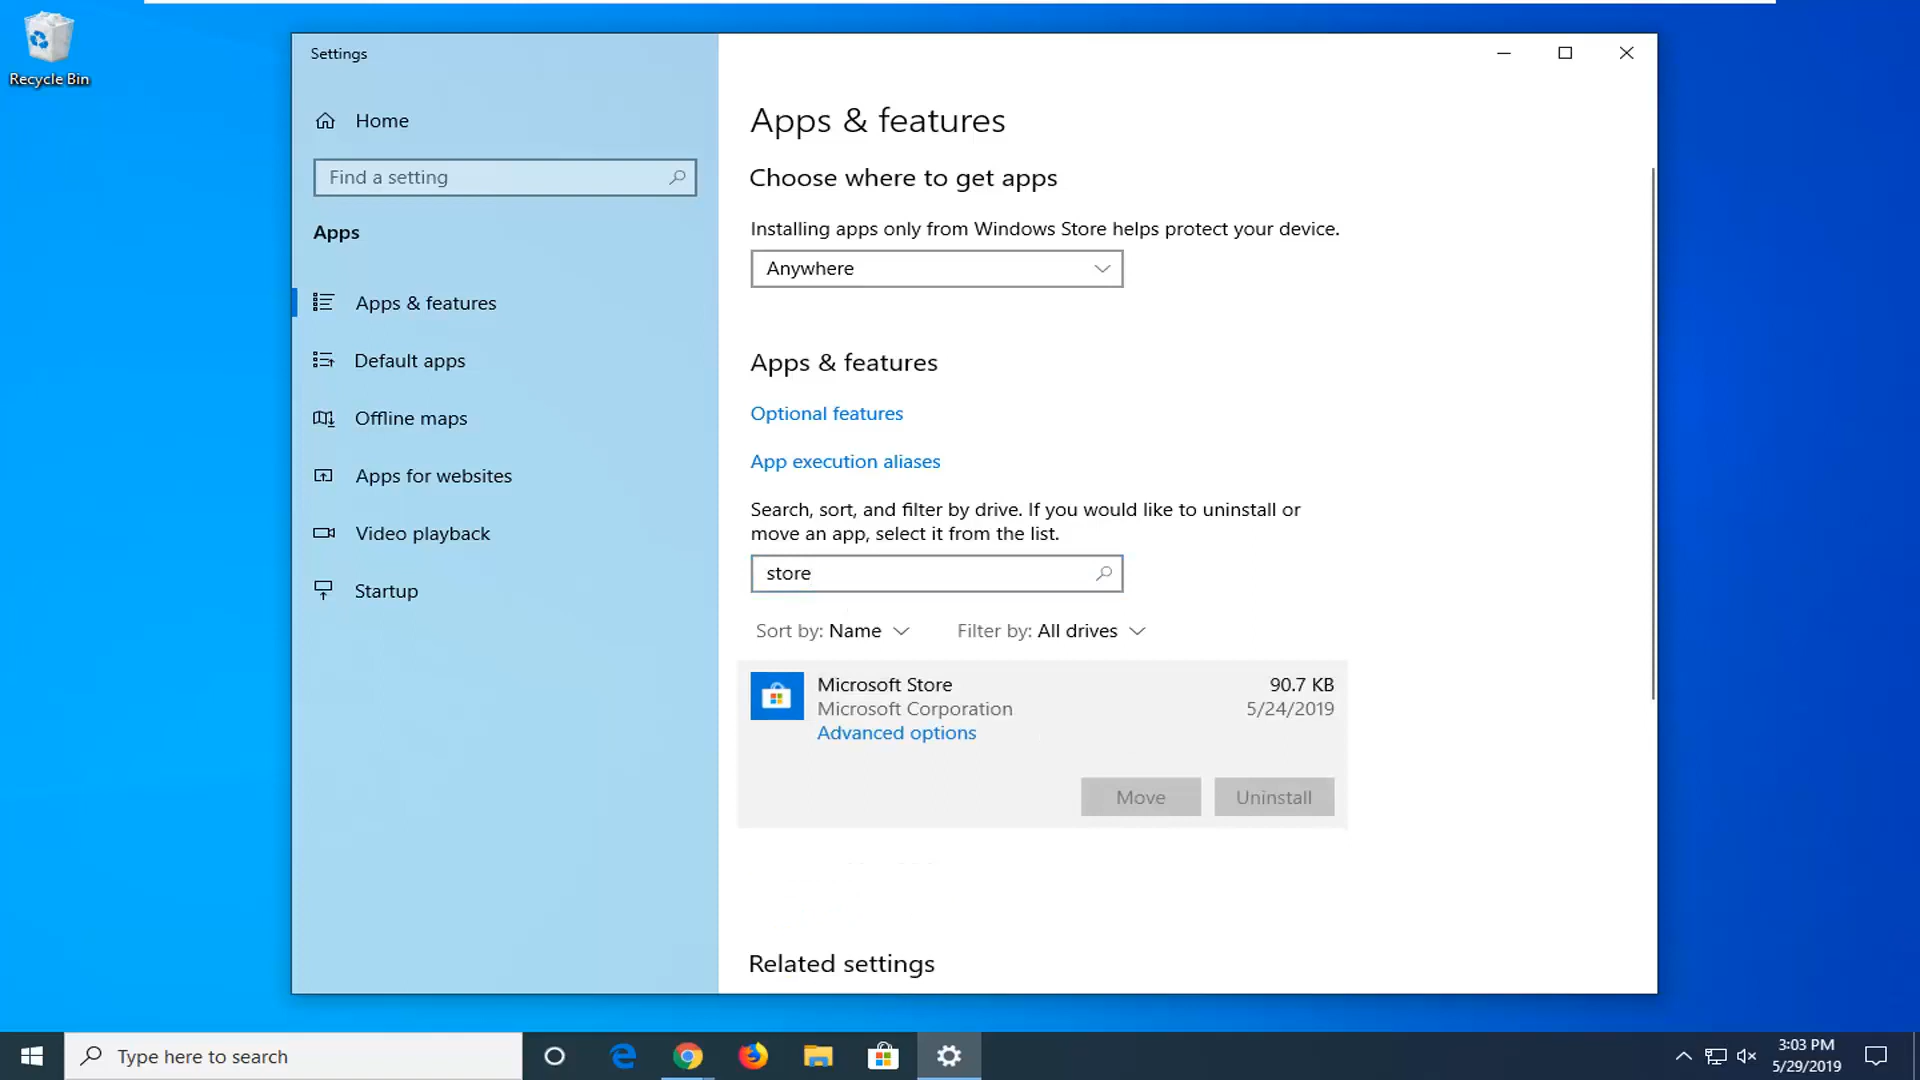 Recycle Bin
Settings
Home
Find a setting
Apps
Apps & features
Default apps
Offline maps
Apps for websites
Video playback
Startup
Apps & features
Choose where to get apps
Installing apps only from Windows Store helps protect your device.
Anywhere
Apps & features
Optional features
App execution aliases
Search, sort, and filter by drive. If you would like to uninstall or
move an app, select it from the list.
store
Sort by: Name Filter by: All drives
Microsoft Store 90.7 KB
Microsoft Corporation 5/24/2019
Advanced options
Move Uninstall
Related settings
Type here to search
3:03 PM
5/29/2019